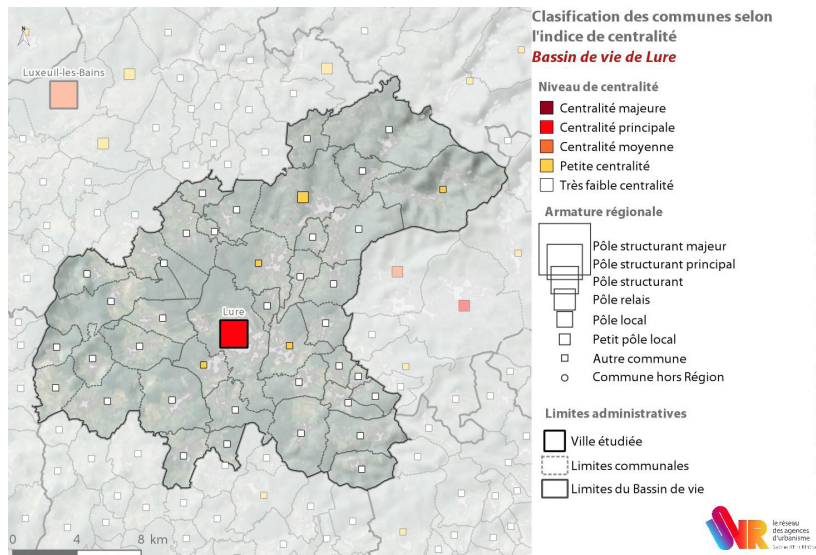 Clasification des communes selon
l'indice de centralité
Bassin de vie de Lure
Niveau de centralité
Centralité majeure
Centralité principale
Centralité moyenne
Petite centralité
Très faible centralité
Armature régionale
Pôle structurant majeur
Pôle structurant principal
Pôle structurant
Pôle relais
Pôle local
Petit pôle local
Autre commune
Commune hors Région
Limites administratives
Ville étudiée
Limites communales
Limites du Bassin de vie
N
Luxeuil-les-Bains
Lure
0 4 8 km
le réseau
des agences
d'urbanisme